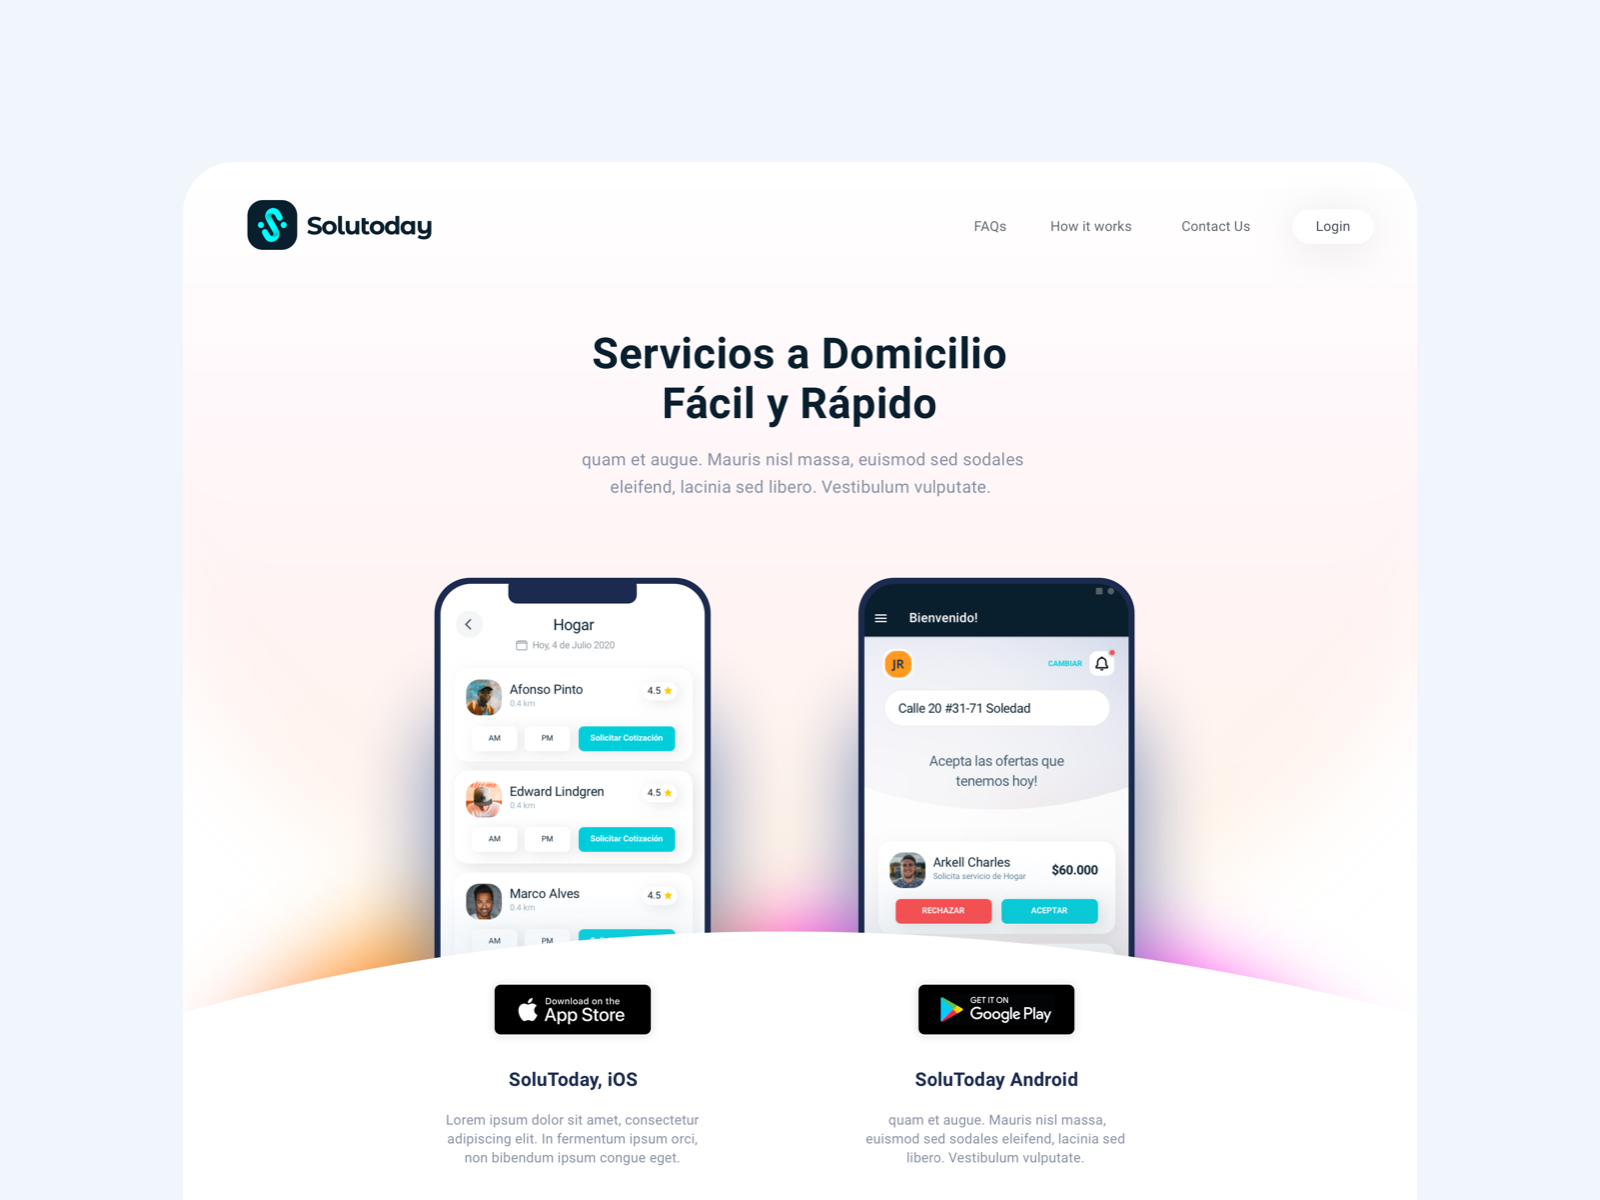 Solutoday
FAQs
How it works
Contact Us
Login
Servicios a Domicilio
Fácil y Rápido
quam et augue. Mauris nisl massa, euismod sed sodales
eleifend, lacinia sed libero. Vestibulum vulputate.
Hogar
Hoy, 4 de Julio 2020
Afonso Pinto
0.4 km
4.5
AM
PM
Solicitar Cotización
Edward Lindgren
0.4 km
4.5
AM
PM
Solicitar Cotización
Marco Alves
0.4 km
4.5
AM
PM
Bienvenido!
JR
CAMBIAR
Calle 20 #31-71 Soledad
Acepta las ofertas que
tenemos hoy!
Arkell Charles
Solicita servicio de Hogar
$60.000
RECHAZAR
ACEPTAR
Download on the
App Store
GET IT ON
Google Play
SoluToday, iOS
Lorem ipsum dolor sit amet, consectetur
adipiscing elit. In fermentum ipsum orci,
non bibendum ipsum congue eget.
SoluToday Android
quam et augue. Mauris nisl massa,
euismod sed sodales eleifend, lacinia sed
libero. Vestibulum vulputate.